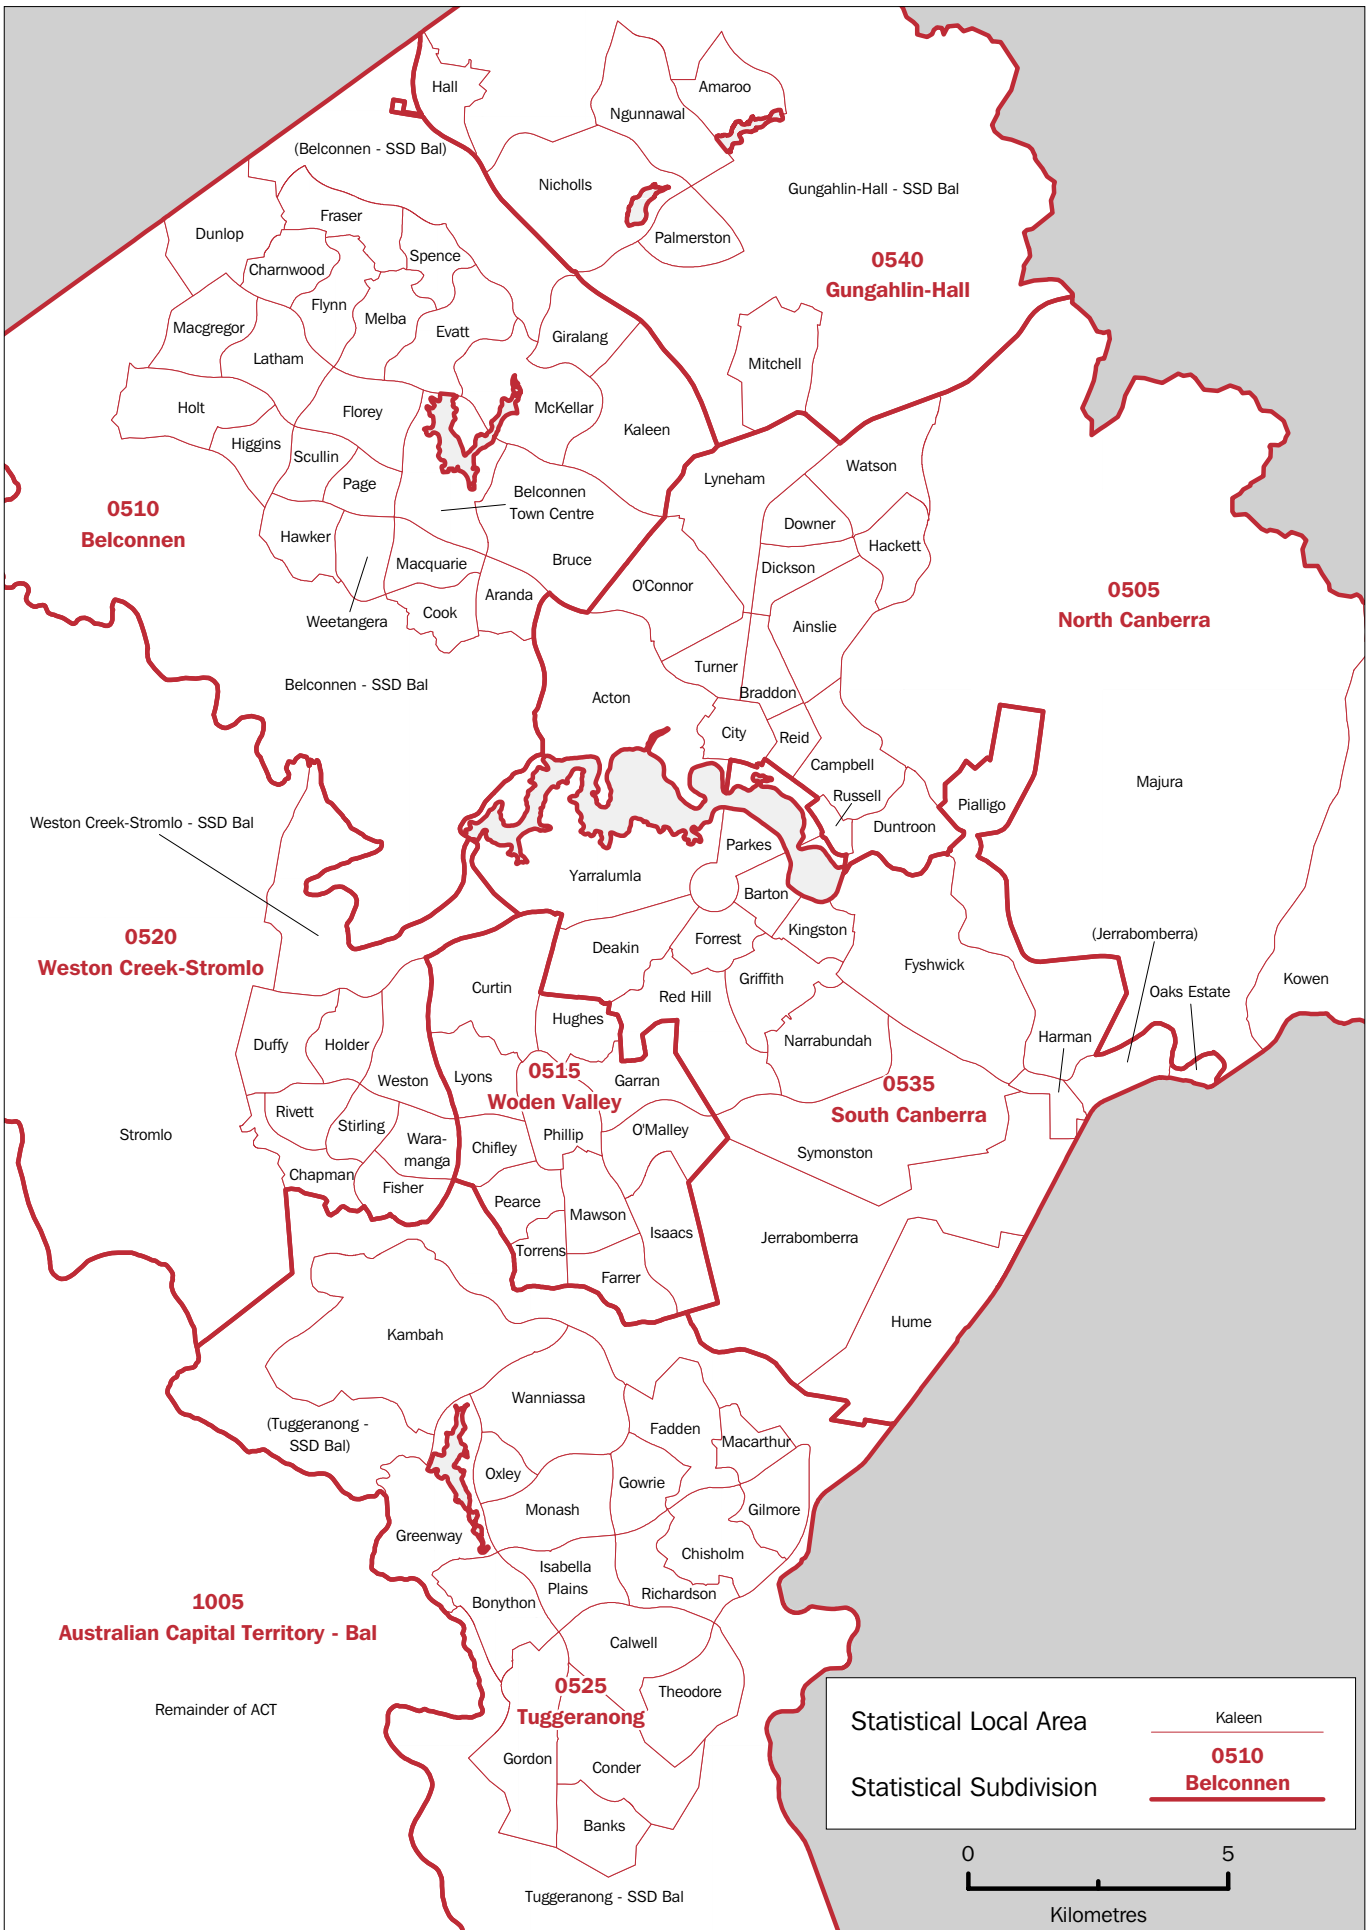 Hall
Amaroo
Ngunnawal
(Belconnen - SSD Bal)
Nicholls
Gungahlin-Hall - SSD Bal
Fraser
Dunlop
Palmerston
Spence
0540
Gungahlin-Hall
Charnwood
Flynn
Melba
Macgregor
Evatt
Giralang
Latham
Mitchell
Holt
Florey
McKellar
Kaleen
Higgins
Scullin
Watson
Lyneham
Page
Belconnen
Town Centre
0510
Belconnen
Downer
Hawker
Hackett
Macquarie
Bruce
Dickson
O'Connor
0505
North Canberra
Aranda
Cook
Weetangera
Ainslie
Turner
Belconnen - SSD Bal
Braddon
Acton
City
Reid
Campbell
Majura
Russell
Pialligo
Weston Creek-Stromlo - SSD Bal
Duntroon
Parkes
Yarralumla
Barton
Kingston
(Jerrabomberra)
0520
Weston Creek-Stromlo
Forrest
Deakin
Fyshwick
Griffith
Kowen
Curtin
Red Hill
Oaks Estate
Hughes
Harman
Duffy
Holder
Narrabundah
0515
Woden Valley
Lyons
Weston
Garran
0535
South Canberra
Rivett
Stirling
O'Malley
Stromlo
Phillip
Wara-
manga
Chifley
Symonston
Chapman
Fisher
Pearce
Mawson
Isaacs
Jerrabomberra
Torrens
Farrer
Hume
Kambah
Wanniassa
(Tuggeranong -
SSD Bal)
Fadden
Macarthur
Oxley
Gowrie
Monash
Gilmore
Greenway
Chisholm
Isabella
Plains
Richardson
1005
Australian Capital Territory - Bal
Bonython
Calwell
0525
Tuggeranong
Theodore
Remainder of ACT
Gordon
Conder
Banks
Tuggeranong - SSD Bal
Statistical Local Area
Kaleen
Statistical Subdivision
0510
Belconnen
0
5
Kilometres